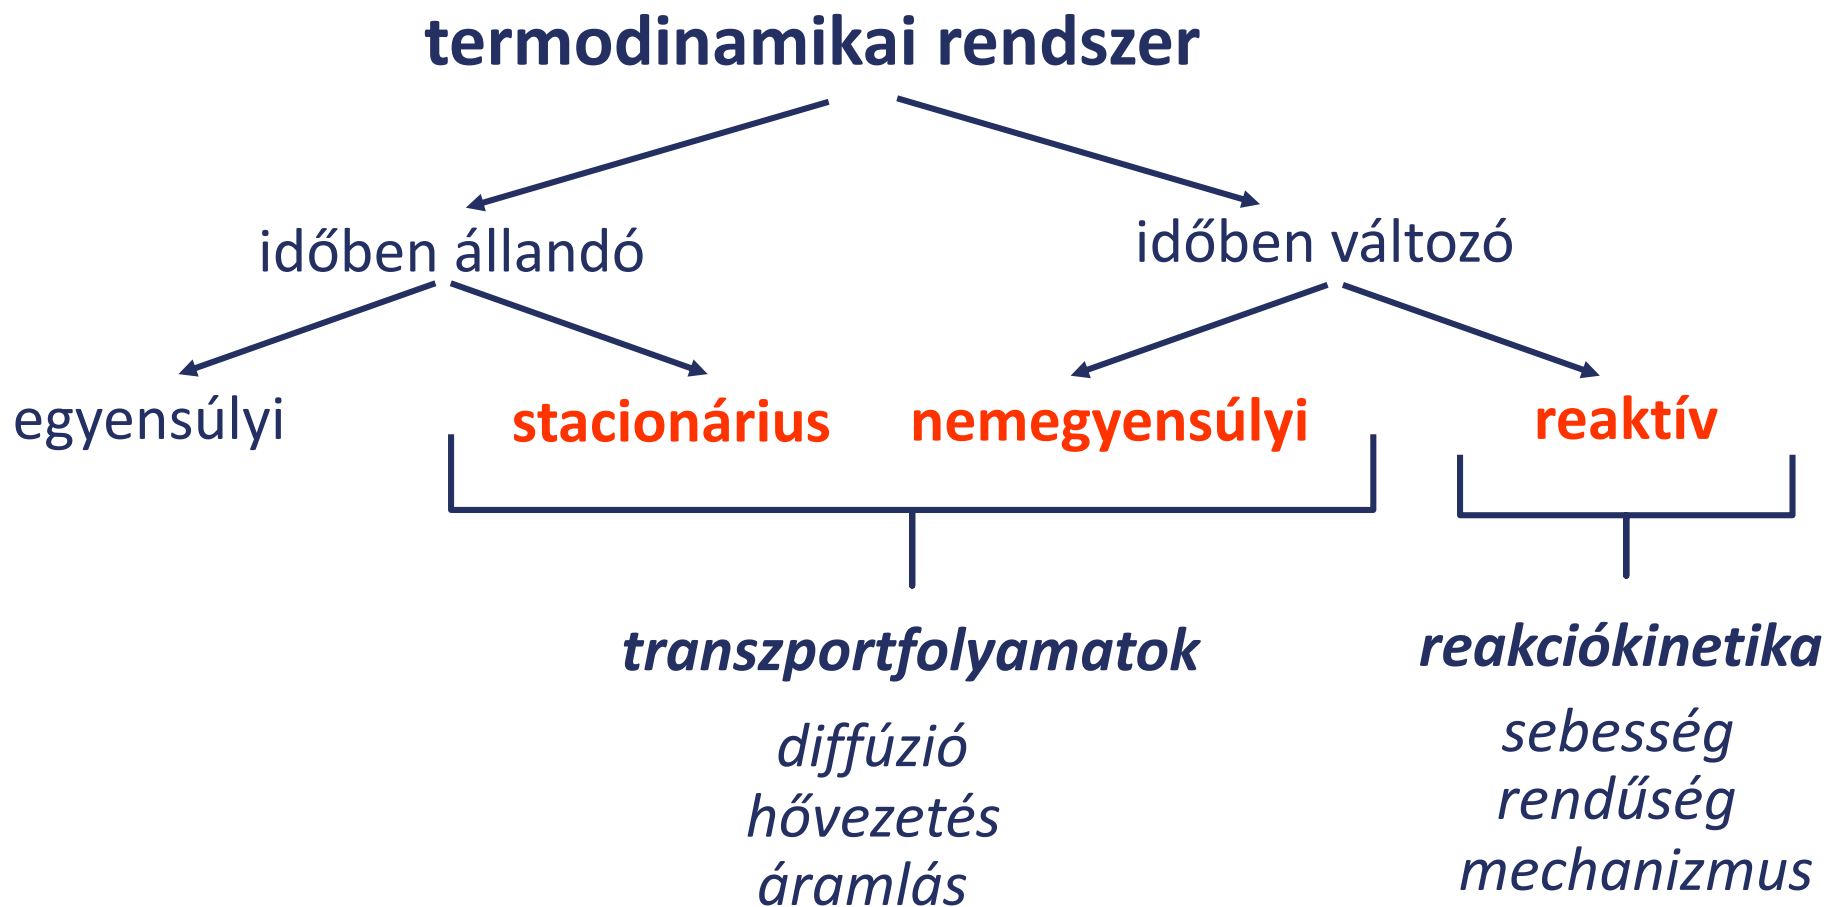 termodinamikai rendszer
időben állandó
időben változó
egyensúlyi
stacionárius
nemegyensúlyi
reaktív
transzportfolyamatok
diffúzió
hővezetés
áramlás
reakciókinetika
sebesség
rendűség
mechanizmus